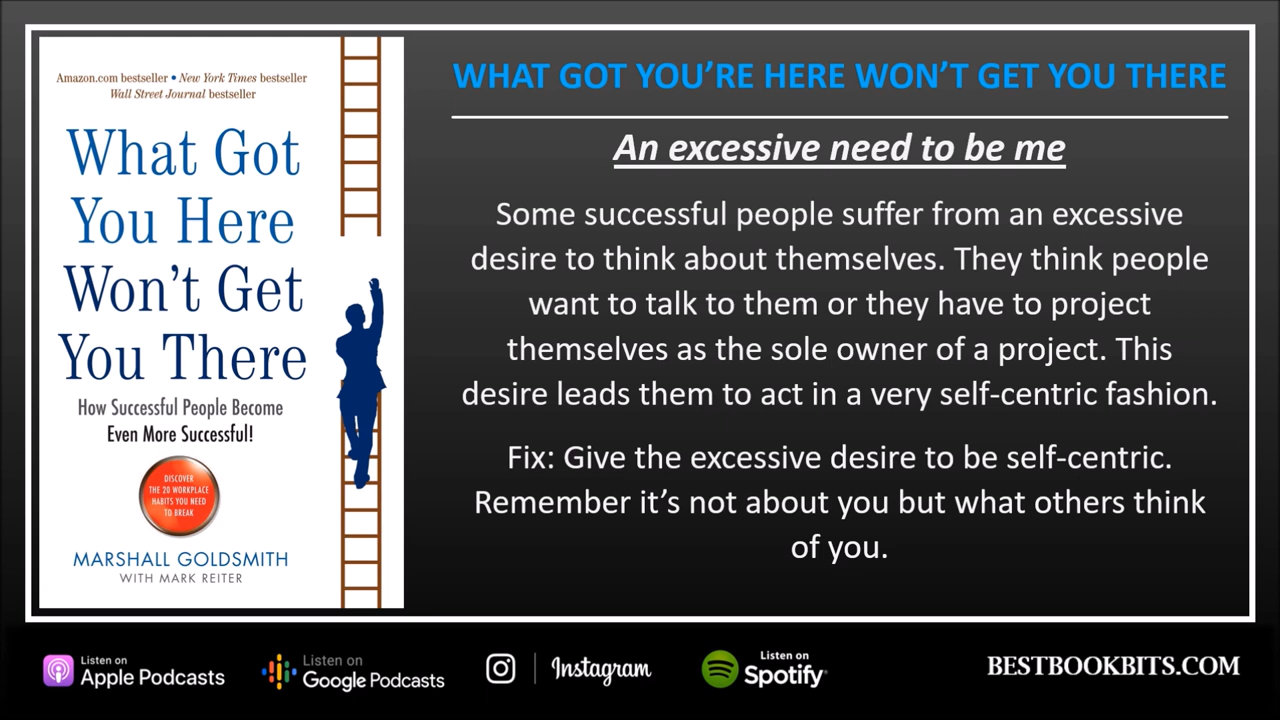 Amazon.com bestseller • New York Times bestseller
Wall Street Journal bestseller
What Got
You Here
Won't Get
You There
How Successful People Become
Even More Successful!
DISCOVER
THE 20 WORKPLACE
HABITS YOU NEED
TO BREAK
MARSHALL GOLDSMITH
WITH MARK REITER
WHAT GOT YOU'RE HERE WON'T GET YOU THERE
An excessive need to be me
Some successful people suffer from an excessive
desire to think about themselves. They think people
want to talk to them or they have to project
themselves as the sole owner of a project. This
desire leads them to act in a very self-centric fashion.
Fix: Give the excessive desire to be self-centric.
Remember it's not about you but what others think
of you.
Listen on
Apple Podcasts
Listen on
Google Podcasts
Instagram
Listen on
Spotify
BESTBOOKBITS.COM